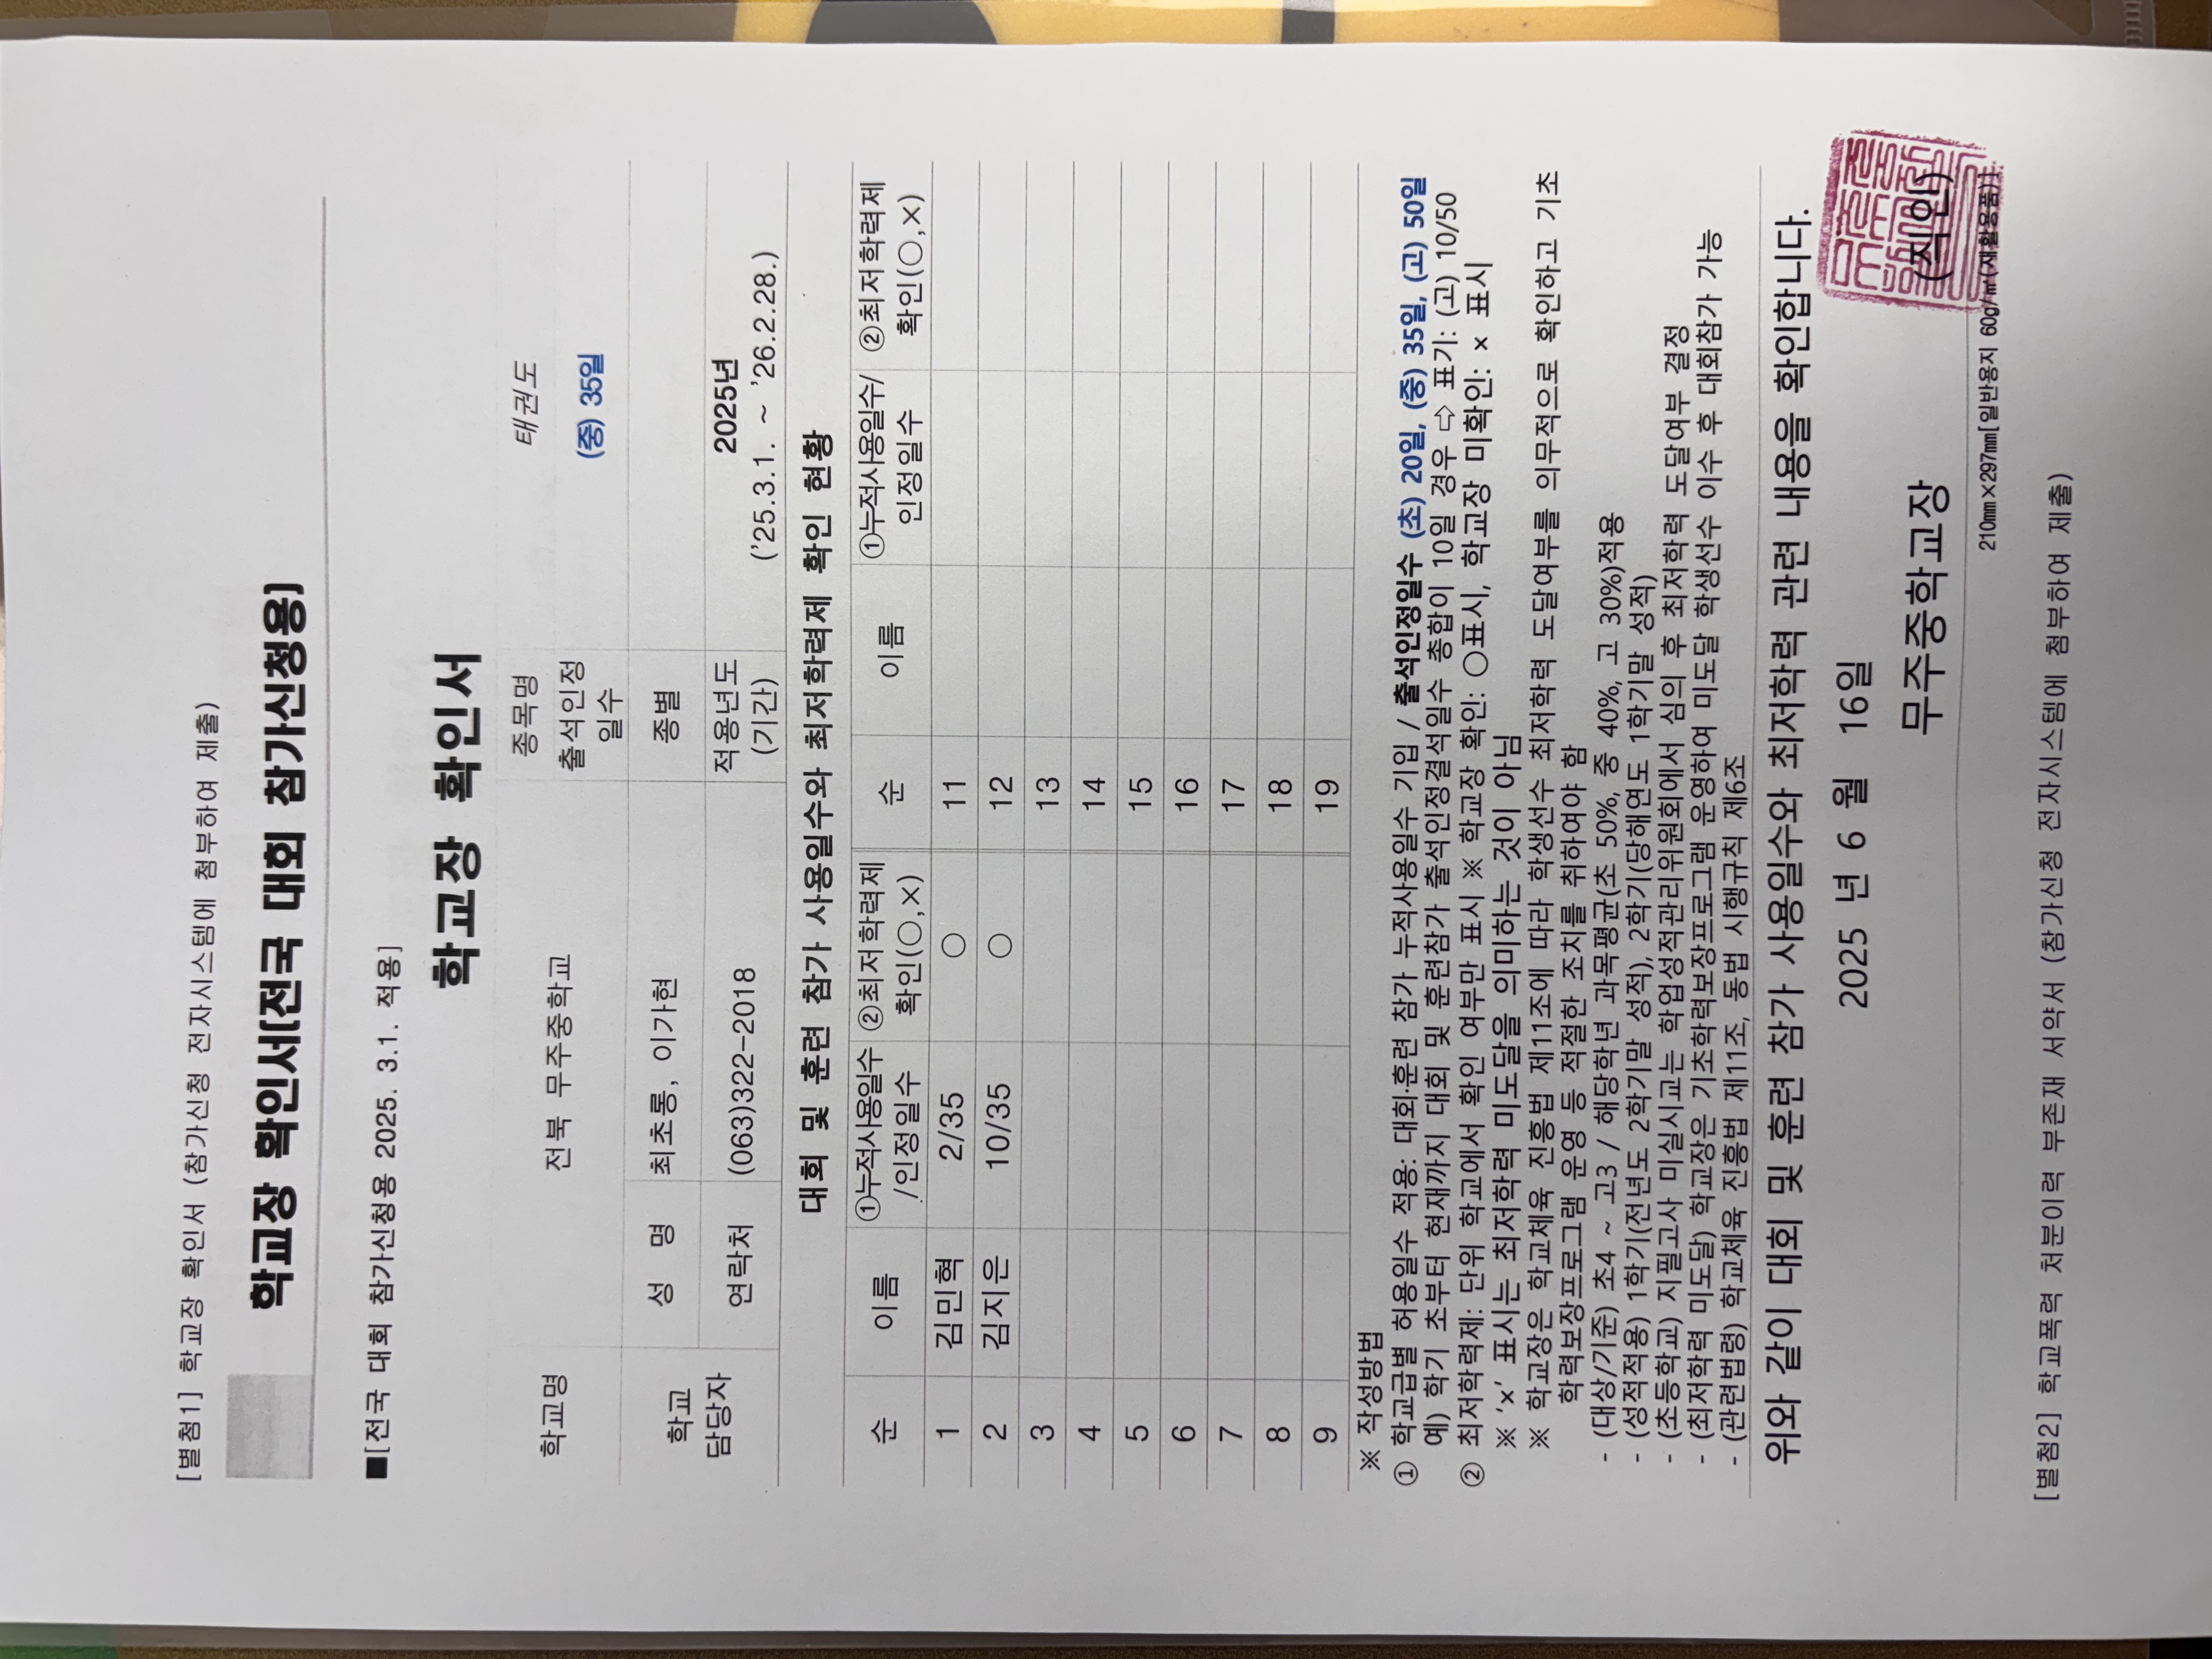 [별첨1] 학교장 확인서 (참가신청 전자시스템에 첨부하여 제출)
학교장 확인서[전국 대회 참가신청용]
■[전국 대회 참가신청용 2025. 3.1. 적용]
학교장 확인서
학교명 전북 무주중학교 종목명 태권도
출석인정 일수 (중) 35일
학교 담당자 성 명 최초롱, 이가현 종별
연락처 (063)322-2018 적용년도 (기간) 2025년 ('25.3.1. ~ '26.2.28.)
대회 및 훈련 참가 사용일수와 최저학력제 확인 현황
순 이름 ①누적사용일수 /인정일수 ②최저학력제 확인(○,×) 순 이름 ①누적사용일수/ 인정일수 ②최저학력제 확인(○,×)
1 김민혁 2/35 ○ 11
2 김지은 10/35 ○ 12
3 13
4 14
5 15
6 16
7 17
8 18
9 19
※ 작성방법
① 학교급별 허용일수 적용: 대회·훈련 참가 누적사용일수 기입 / 출석인정일수 (초) 20일, (중) 35일, (고) 50일
예) 학기 초부터 현재까지 대회 및 훈련참가 출석인정결석일수 총합이 10일 경우 ⇨ 표기: (고) 10/50
② 최저학력제: 단위 학교에서 확인 여부만 표시 ※ 학교장 확인: ○표시, 학교장 미확인: × 표시
※ '×' 표시는 최저학력 미도달을 의미하는 것이 아님
※ 학교장은 학교체육 진흥법 제11조에 따라 학생선수 최저학력 도달여부를 의무적으로 확인하고 기초
학력보장프로그램 운영 등 적절한 조치를 취하여야 함
- (대상/기준) 초4 ~ 고3 / 해당학년 과목평균(초 50%, 중 40%, 고 30%)적용
- (성적적용) 1학기(전년도 2학기말 성적), 2학기(당해연도 1학기말 성적)
- (초등학교) 지필고사 미실시교는 학업성적관리위원회에서 심의 후 최저학력 도달여부 결정
- (최저학력 미도달) 학교장은 기초학력보장프로그램 운영하여 미도달 학생선수 이수 후 대회참가 가능
- (관련법령) 학교체육 진흥법 제11조, 동법 시행규칙 제6조
위와 같이 대회 및 훈련 참가 사용일수와 최저학력 관련 내용을 확인합니다.
2025 년 6 월 16일
무주중학교장 (직인)
210mm×297mm[일반용지 60g/㎡(재활용품)]
[별첨2] 학교폭력 처분이력 부존재 서약서 (참가신청 전자시스템에 첨부하여 제출)